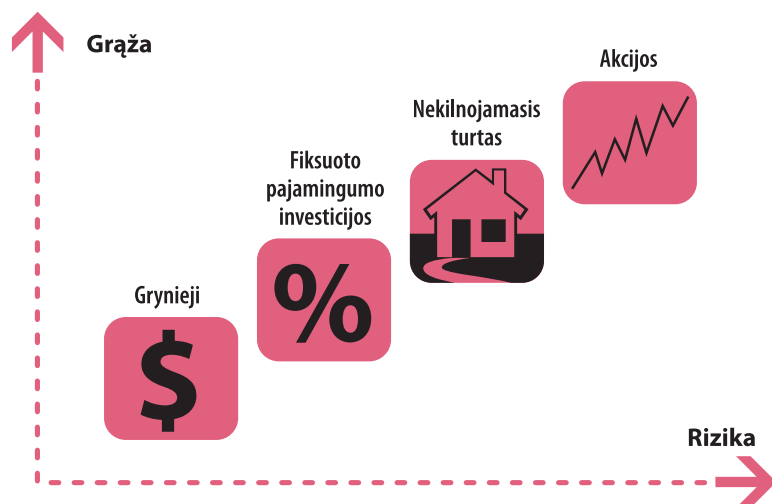 Grąža
Akcijos
Nekilnojamasis
turtas
Fiksuoto
pajamingumo
investicijos
%
Grynieji
$
Rizika